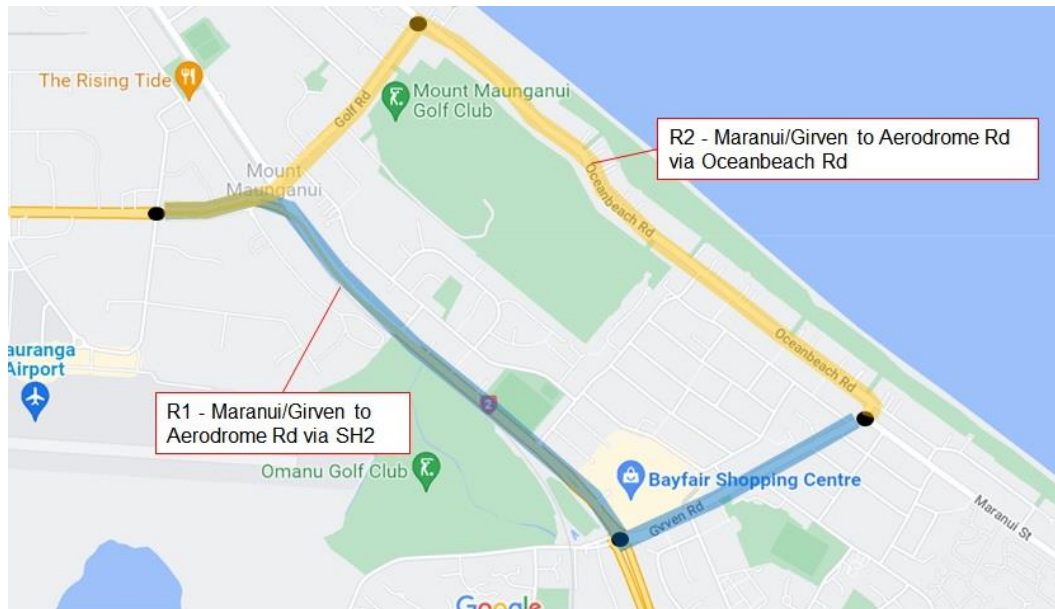 The Rising Tide
Golf Rd
Mount Maunganui
Golf Club
R2 - Maranui/Girven to Aerodrome Rd
via Oceanbeach Rd
Mount
Maunganui
Oceanbeach Rd
Oceanbeach Rd
auranga
Airport
R1 - Maranui/Girven to
Aerodrome Rd via SH2
2
Omanu Golf Club
Bayfair Shopping Centre
Girven Rd
Maranui St
Google